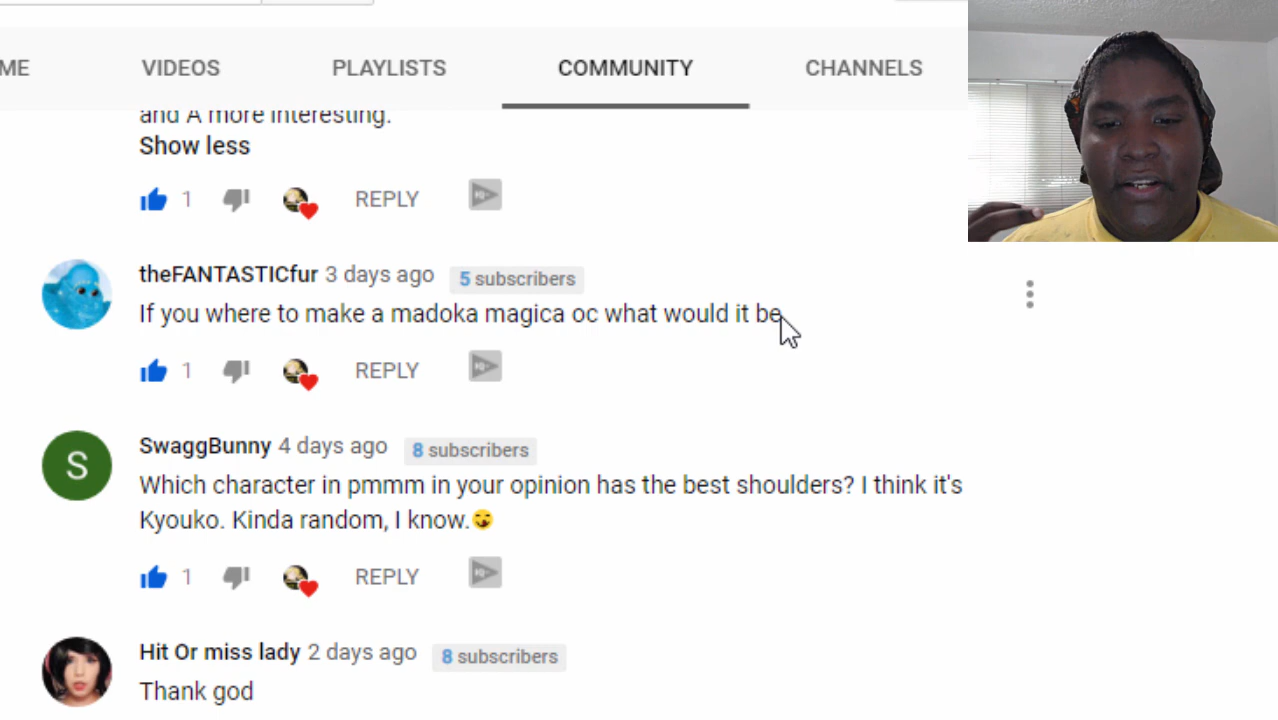 ME VIDEOS PLAYLISTS COMMUNITY CHANNELS
and A more interesting.
Show less
1 REPLY
theFANTASTICfur 3 days ago 5 subscribers
If you where to make a madoka magica oc what would it be
1 REPLY
SwaggBunny 4 days ago 8 subscribers
S
Which character in pmmm in your opinion has the best shoulders? I think it's
Kyouko. Kinda random, I know.
1 REPLY
Hit Or miss lady 2 days ago 8 subscribers
Thank god